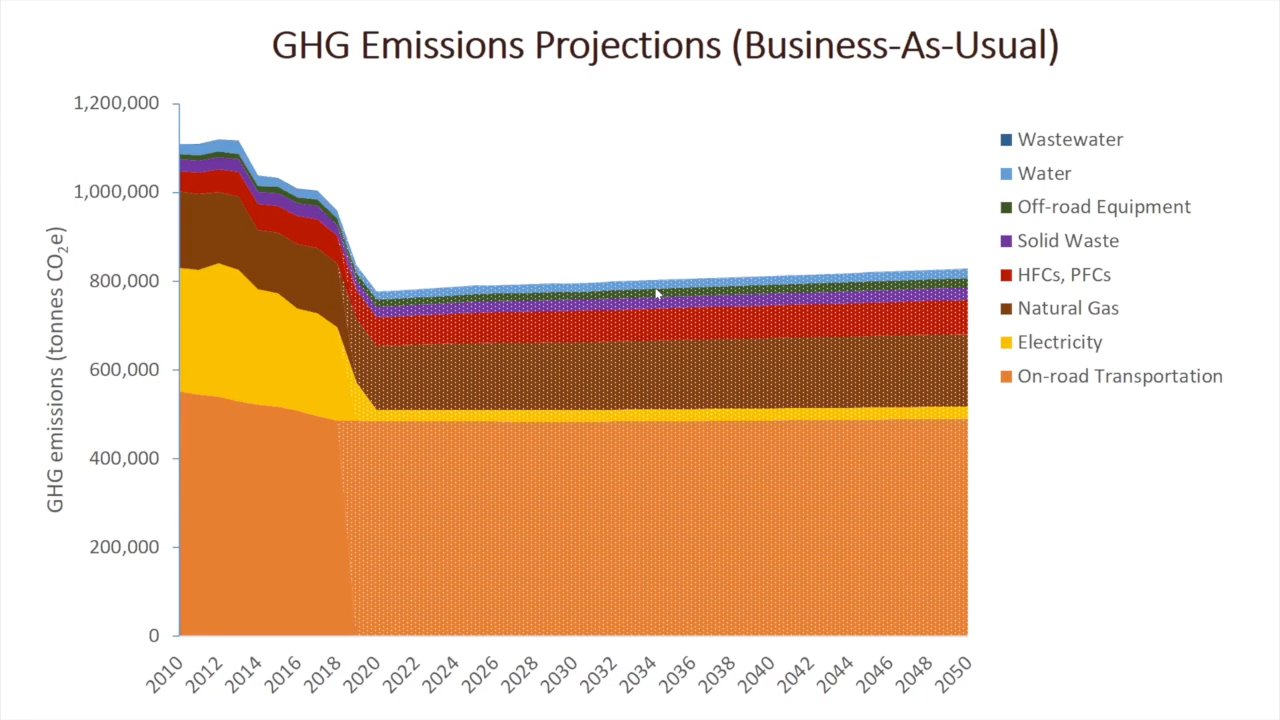 GHG Emissions Projections (Business-As-Usual)
GHG emissions (tonnes CO₂e)
1,200,000
1,000,000
800,000
600,000
400,000
200,000
0
2010
2012
2014
2016
2018
2020
2022
2024
2026
2028
2030
2032
2034
2036
2038
2040
2042
2044
2046
2048
2050
Wastewater
Water
Off-road Equipment
Solid Waste
HFCs, PFCs
Natural Gas
Electricity
On-road Transportation